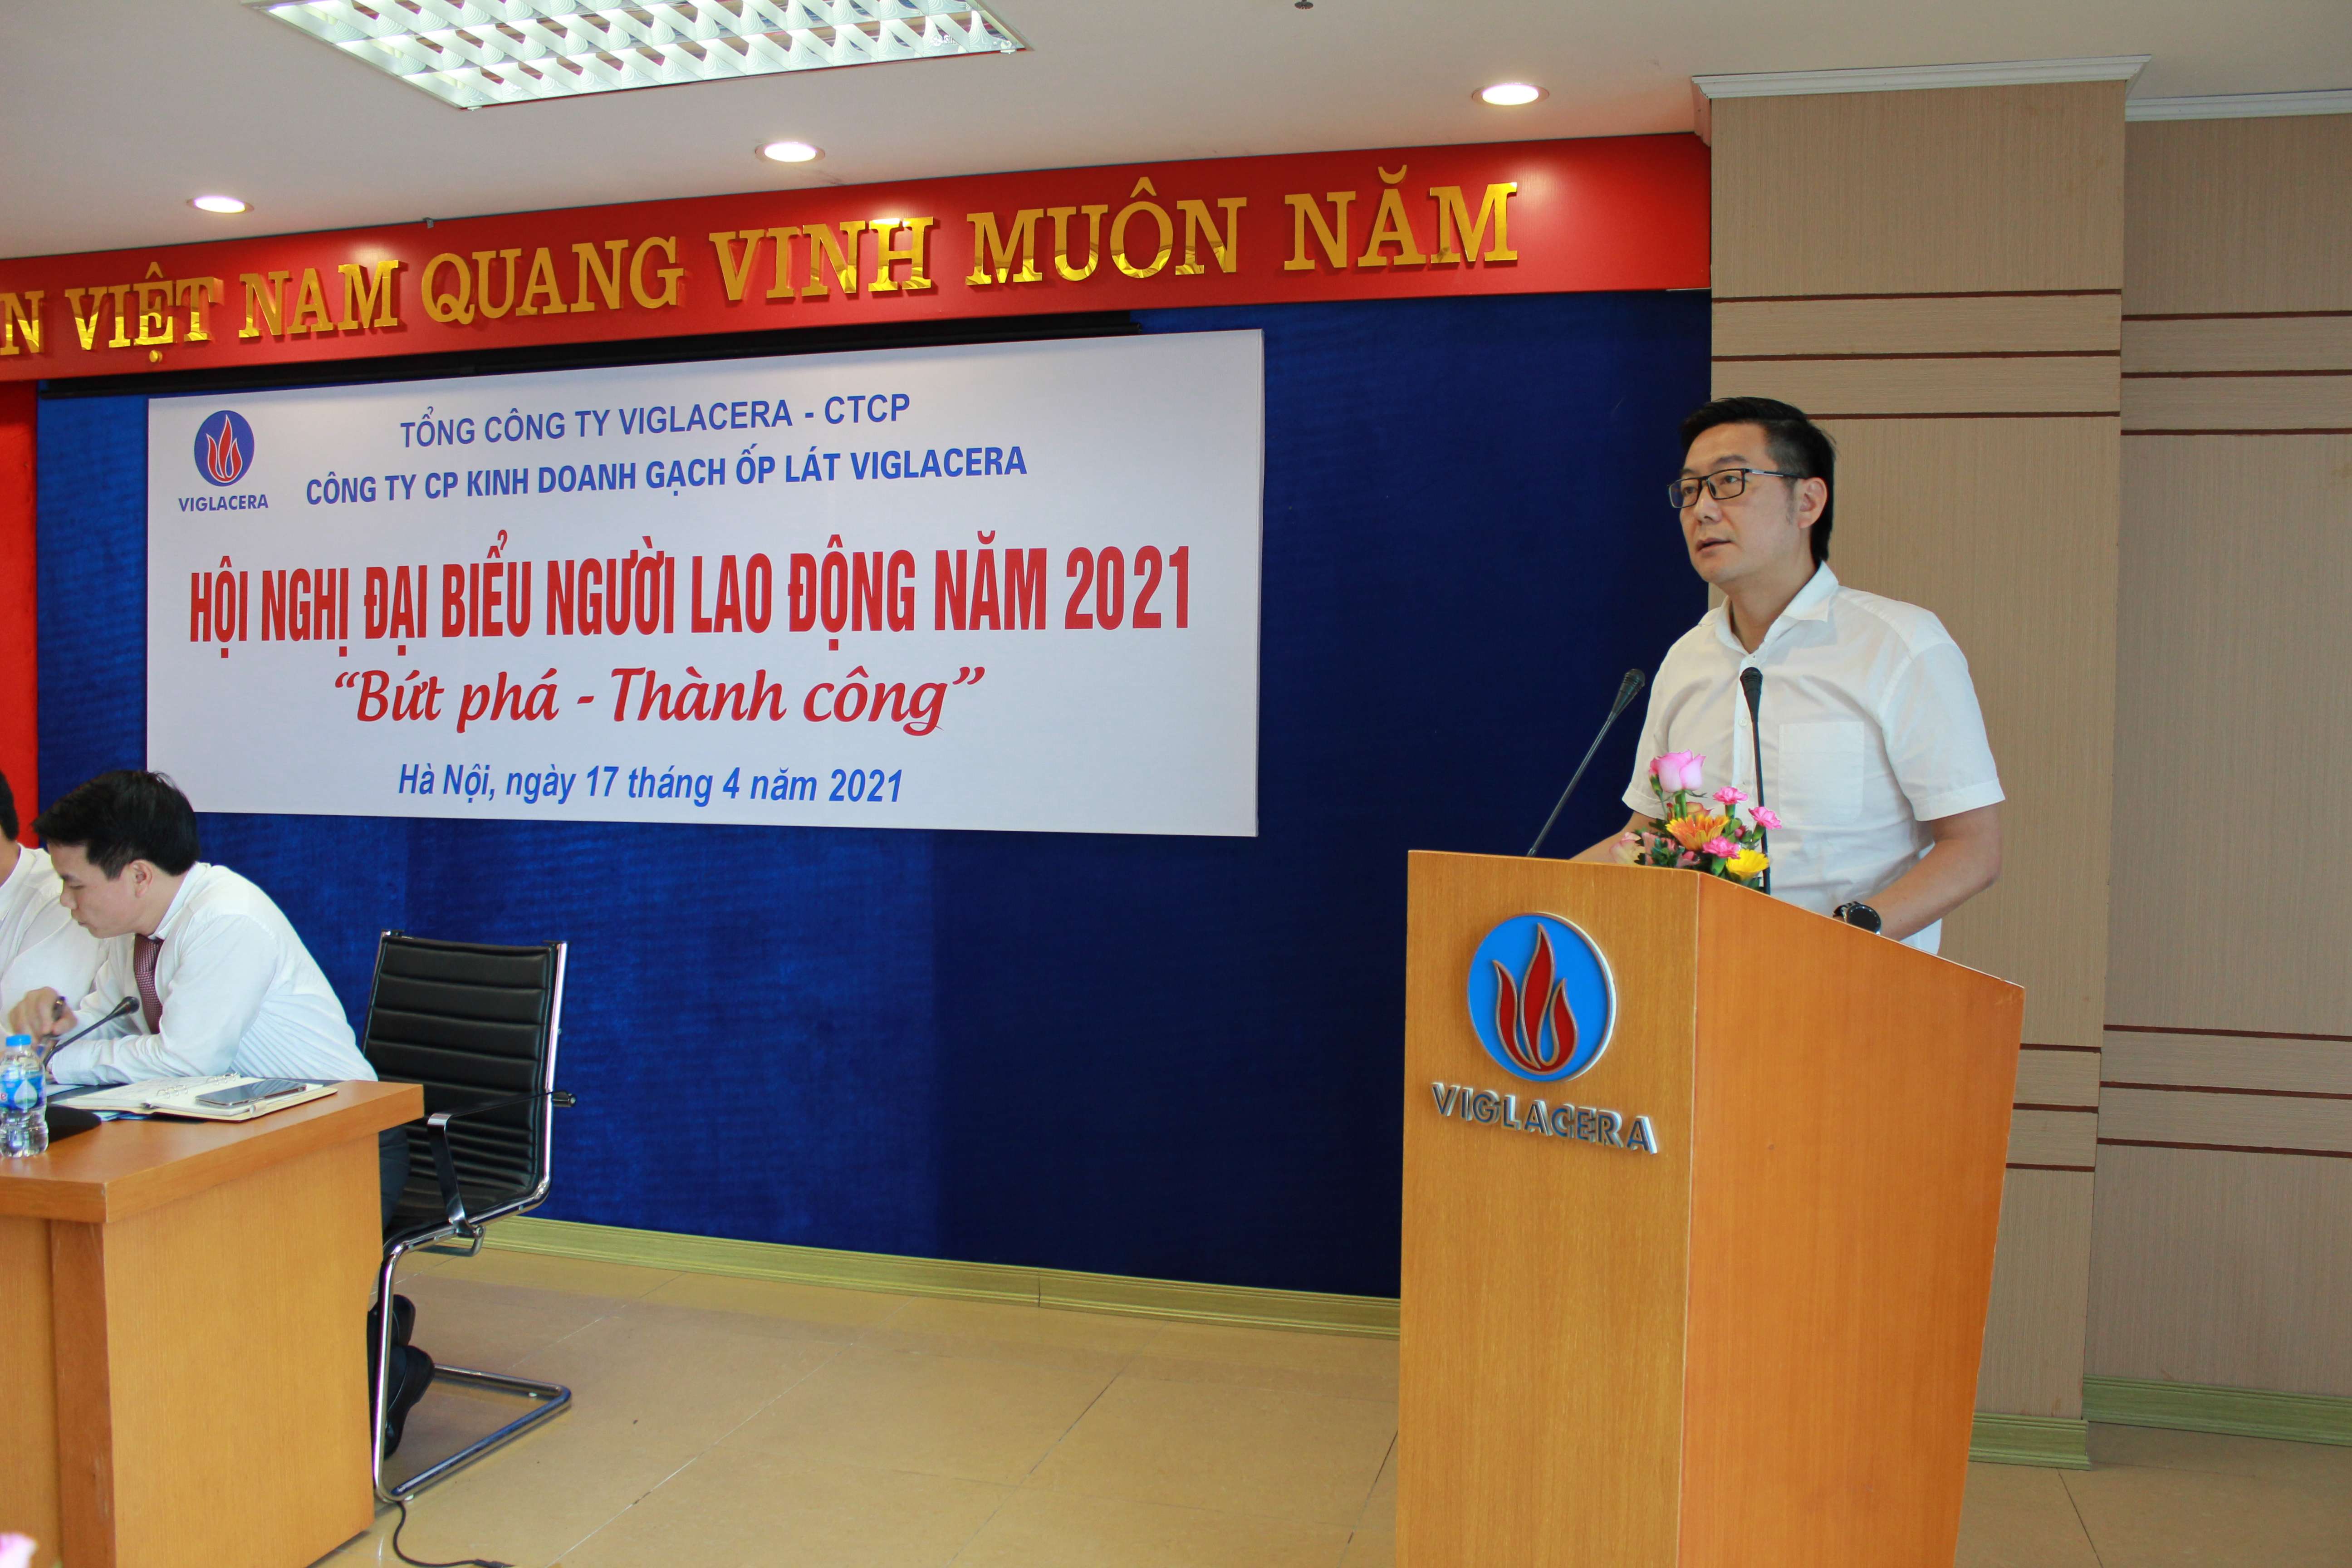 N VIỆT NAM QUANG VINH MUÔN NĂM
VIGLACERA
TỔNG CÔNG TY VIGLACERA - CTCP
CÔNG TY CP KINH DOANH GẠCH ỐP LÁT VIGLACERA
HỘI NGHỊ ĐẠI BIỂU NGƯỜI LAO ĐỘNG NĂM 2021
“Bứt phá - Thành công”
Hà Nội, ngày 17 tháng 4 năm 2021
VIGLACERA